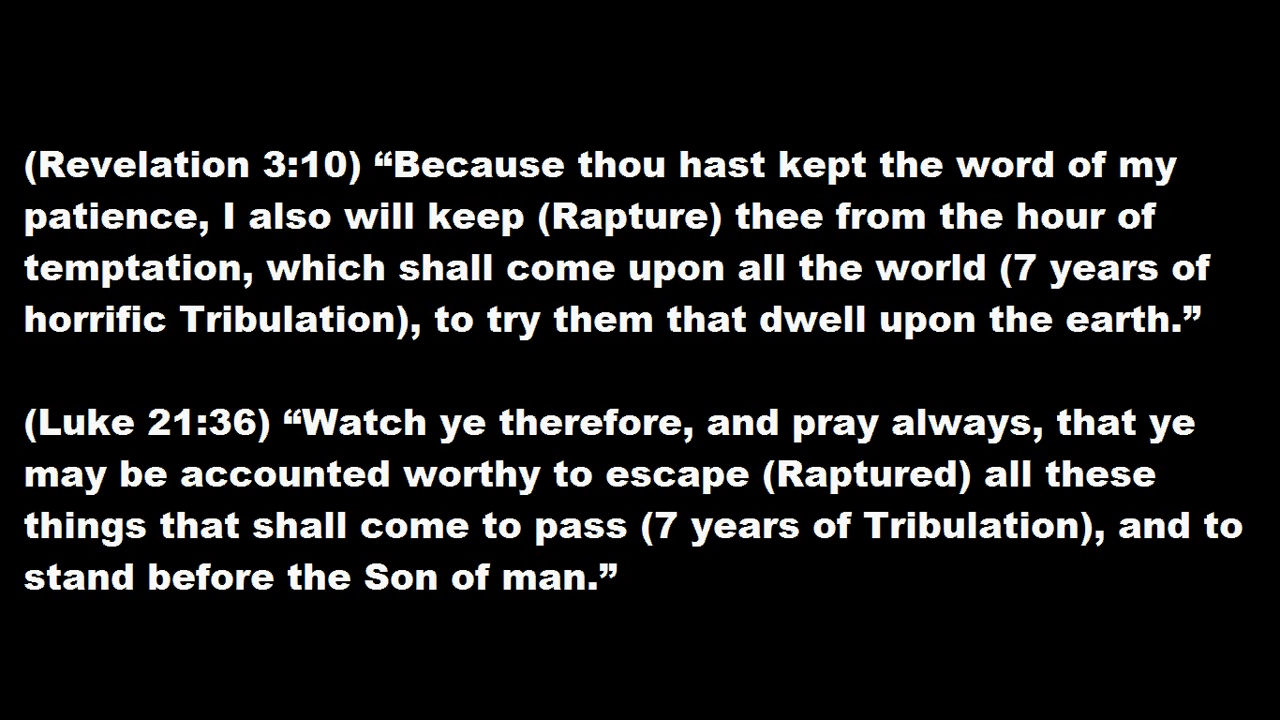 (Revelation 3:10) “Because thou hast kept the word of my
patience, I also will keep (Rapture) thee from the hour of
temptation, which shall come upon all the world (7 years of
horrific Tribulation), to try them that dwell upon the earth.”
(Luke 21:36) “Watch ye therefore, and pray always, that ye
may be accounted worthy to escape (Raptured) all these
things that shall come to pass (7 years of Tribulation), and to
stand before the Son of man.”